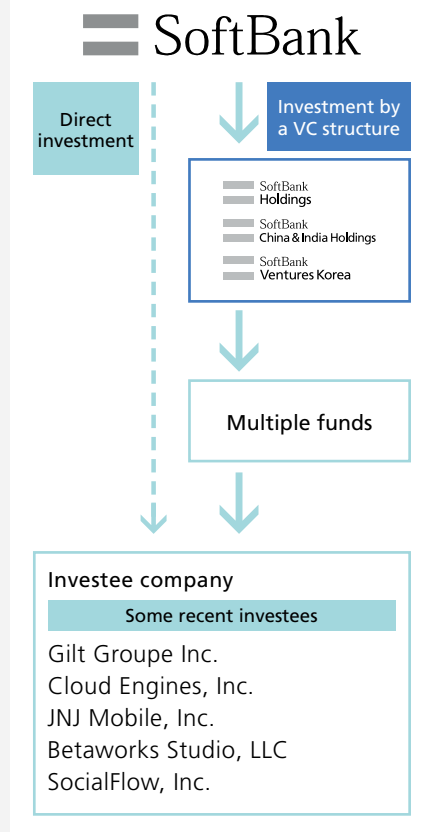 SoftBank
Direct
investment
Investment by
a VC structure
SoftBank
Holdings
SoftBank
China & India Holdings
SoftBank
Ventures Korea
Multiple funds
Investee company
Some recent investees
Gilt Groupe Inc.
Cloud Engines, Inc.
JNJ Mobile, Inc.
Betaworks Studio, LLC
SocialFlow, Inc.